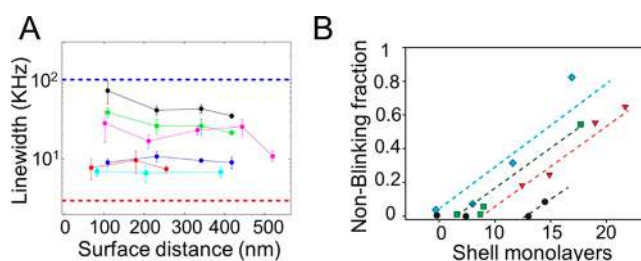 A
B
Linewidth (KHz)
10²
10¹
0 100 200 300 400 500
Surface distance (nm)
Non-Blinking fraction
0.8
0.6
0.4
0.2
0
0 5 10 15 20
Shell monolayers